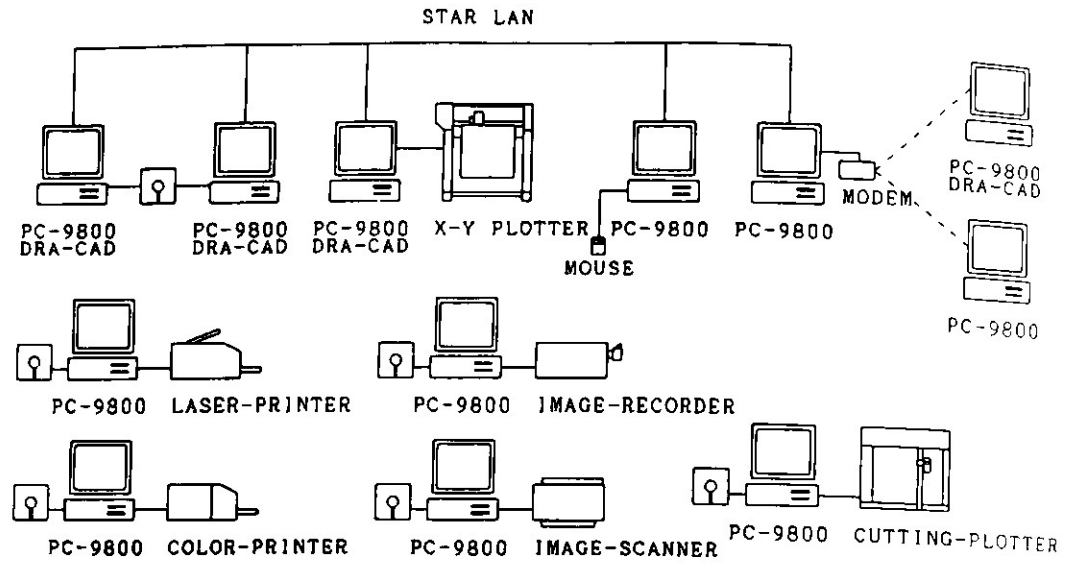 STAR LAN
PC-9800
DRA-CAD
PC-9800
DRA-CAD
PC-9800
DRA-CAD
X-Y PLOTTER
PC-9800
MOUSE
PC-9800
MODEM
PC-9800
DRA-CAD
PC-9800
PC-9800
LASER-PRINTER
PC-9800
IMAGE-RECORDER
PC-9800
COLOR-PRINTER
PC-9800
IMAGE-SCANNER
PC-9800
CUTTING-PLOTTER